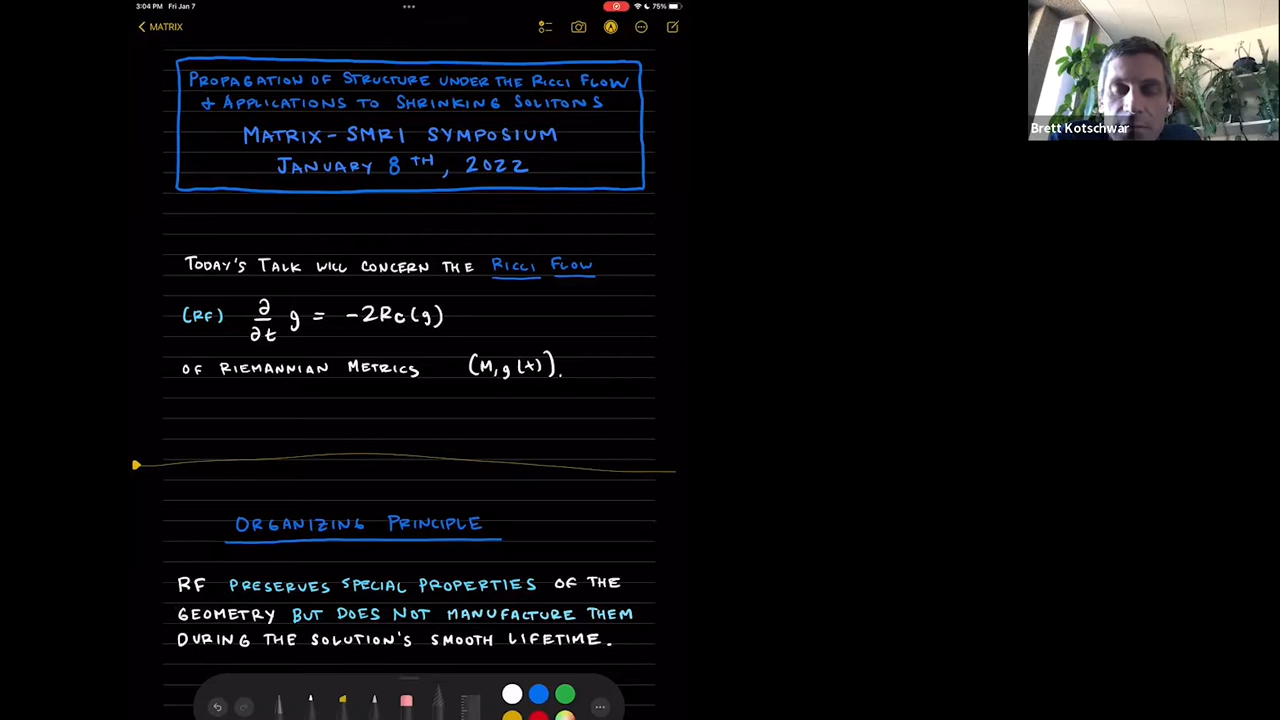 3:04 PM Fri Jan 7
75%
MATRIX
PROPAGATION OF STRUCTURE UNDER THE RICCI FLOW
+ APPLICATIONS TO SHRINKING SOLITONS
MATRIX-SMRI SYMPOSIUM
JANUARY 8TH, 2022
TODAY'S TALK WILL CONCERN THE RICCI FLOW
(RF) ∂/∂t g = -2Rc(g)
OF RIEMANNIAN METRICS (M, g(t)).
ORGANIZING PRINCIPLE
RF PRESERVES SPECIAL PROPERTIES OF THE
GEOMETRY BUT DOES NOT MANUFACTURE THEM
DURING THE SOLUTION'S SMOOTH LIFETIME.
Brett Kotschwar